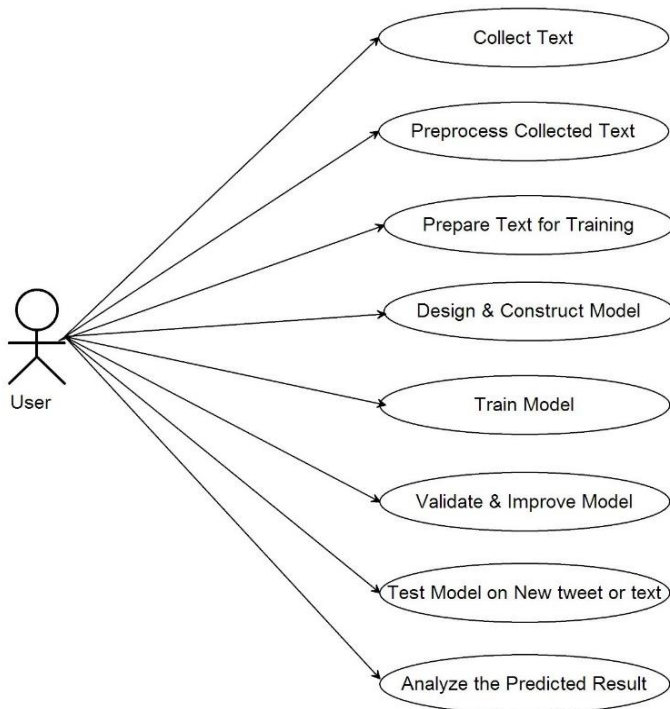 Collect Text
Preprocess Collected Text
Prepare Text for Training
Design & Construct Model
User
Train Model
Validate & Improve Model
Test Model on New tweet or text
Analyze the Predicted Result